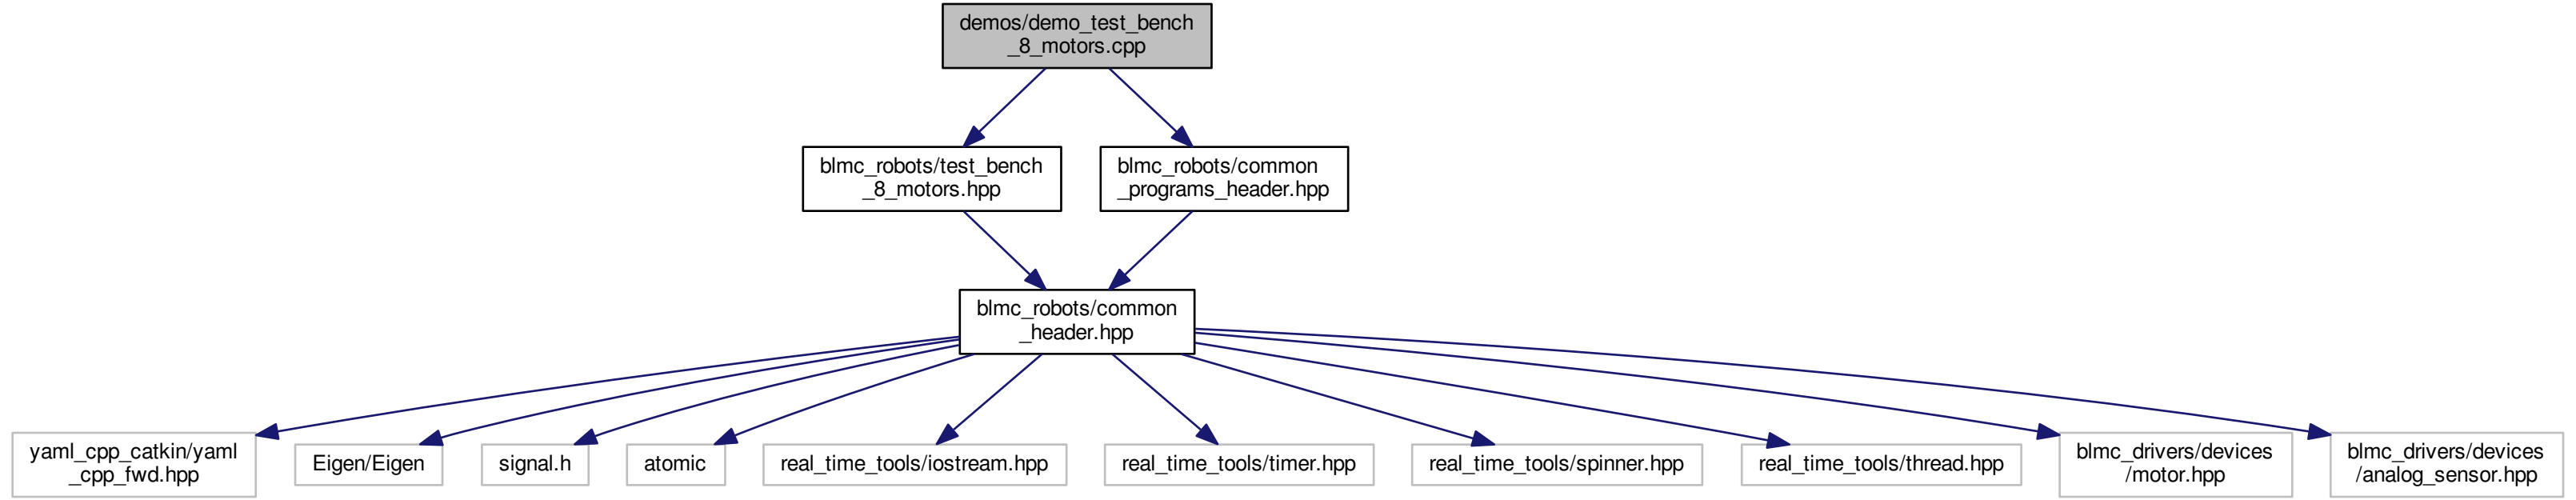 demos/demo_test_bench
_8_motors.cpp
blmc_robots/test_bench
_8_motors.hpp
blmc_robots/common
_programs_header.hpp
blmc_robots/common
_header.hpp
yaml_cpp_catkin/yaml
_cpp_fwd.hpp
Eigen/Eigen
signal.h
atomic
real_time_tools/iostream.hpp
real_time_tools/timer.hpp
real_time_tools/spinner.hpp
real_time_tools/thread.hpp
blmc_drivers/devices
/motor.hpp
blmc_drivers/devices
/analog_sensor.hpp